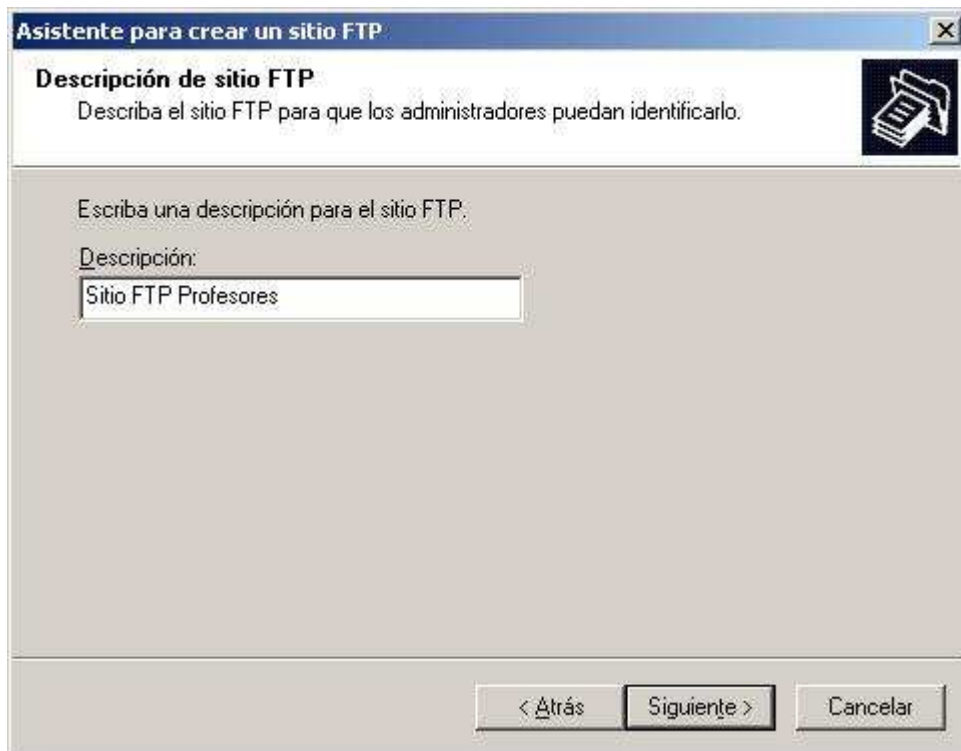 Asistente para crear un sitio FTP
Descripción de sitio FTP
Describa el sitio FTP para que los administradores puedan identificarlo.
Escriba una descripción para el sitio FTP.
Descripción:
Sitio FTP Profesores
< Atrás
Siguiente >
Cancelar